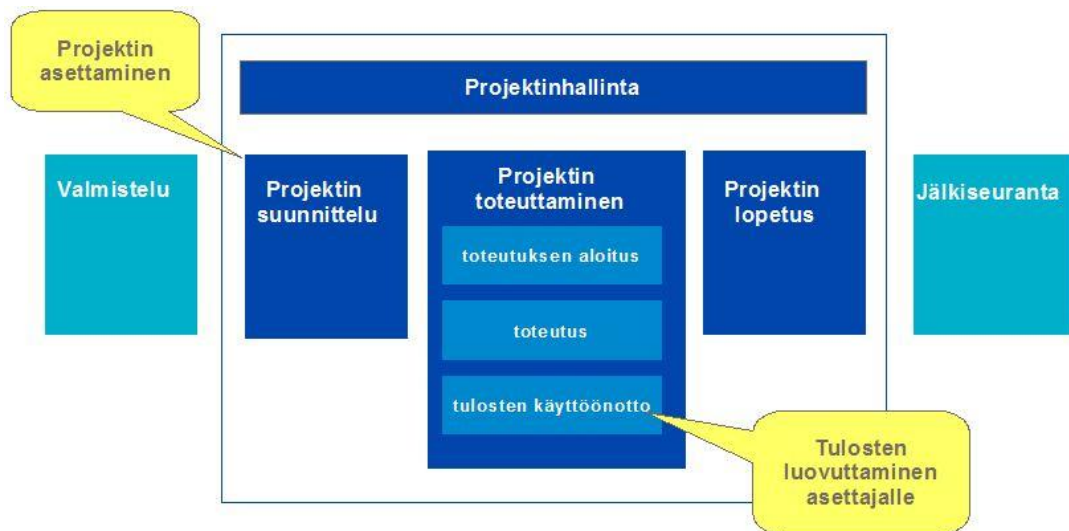 Projektin
asettaminen
Projektinhallinta
Valmistelu
Projektin
suunnittelu
Projektin
toteuttaminen
toteutuksen aloitus
toteutus
tulosten käyttöönotto
Projektin
lopetus
Jälkiseuranta
Tulosten
luovuttaminen
asettajalle